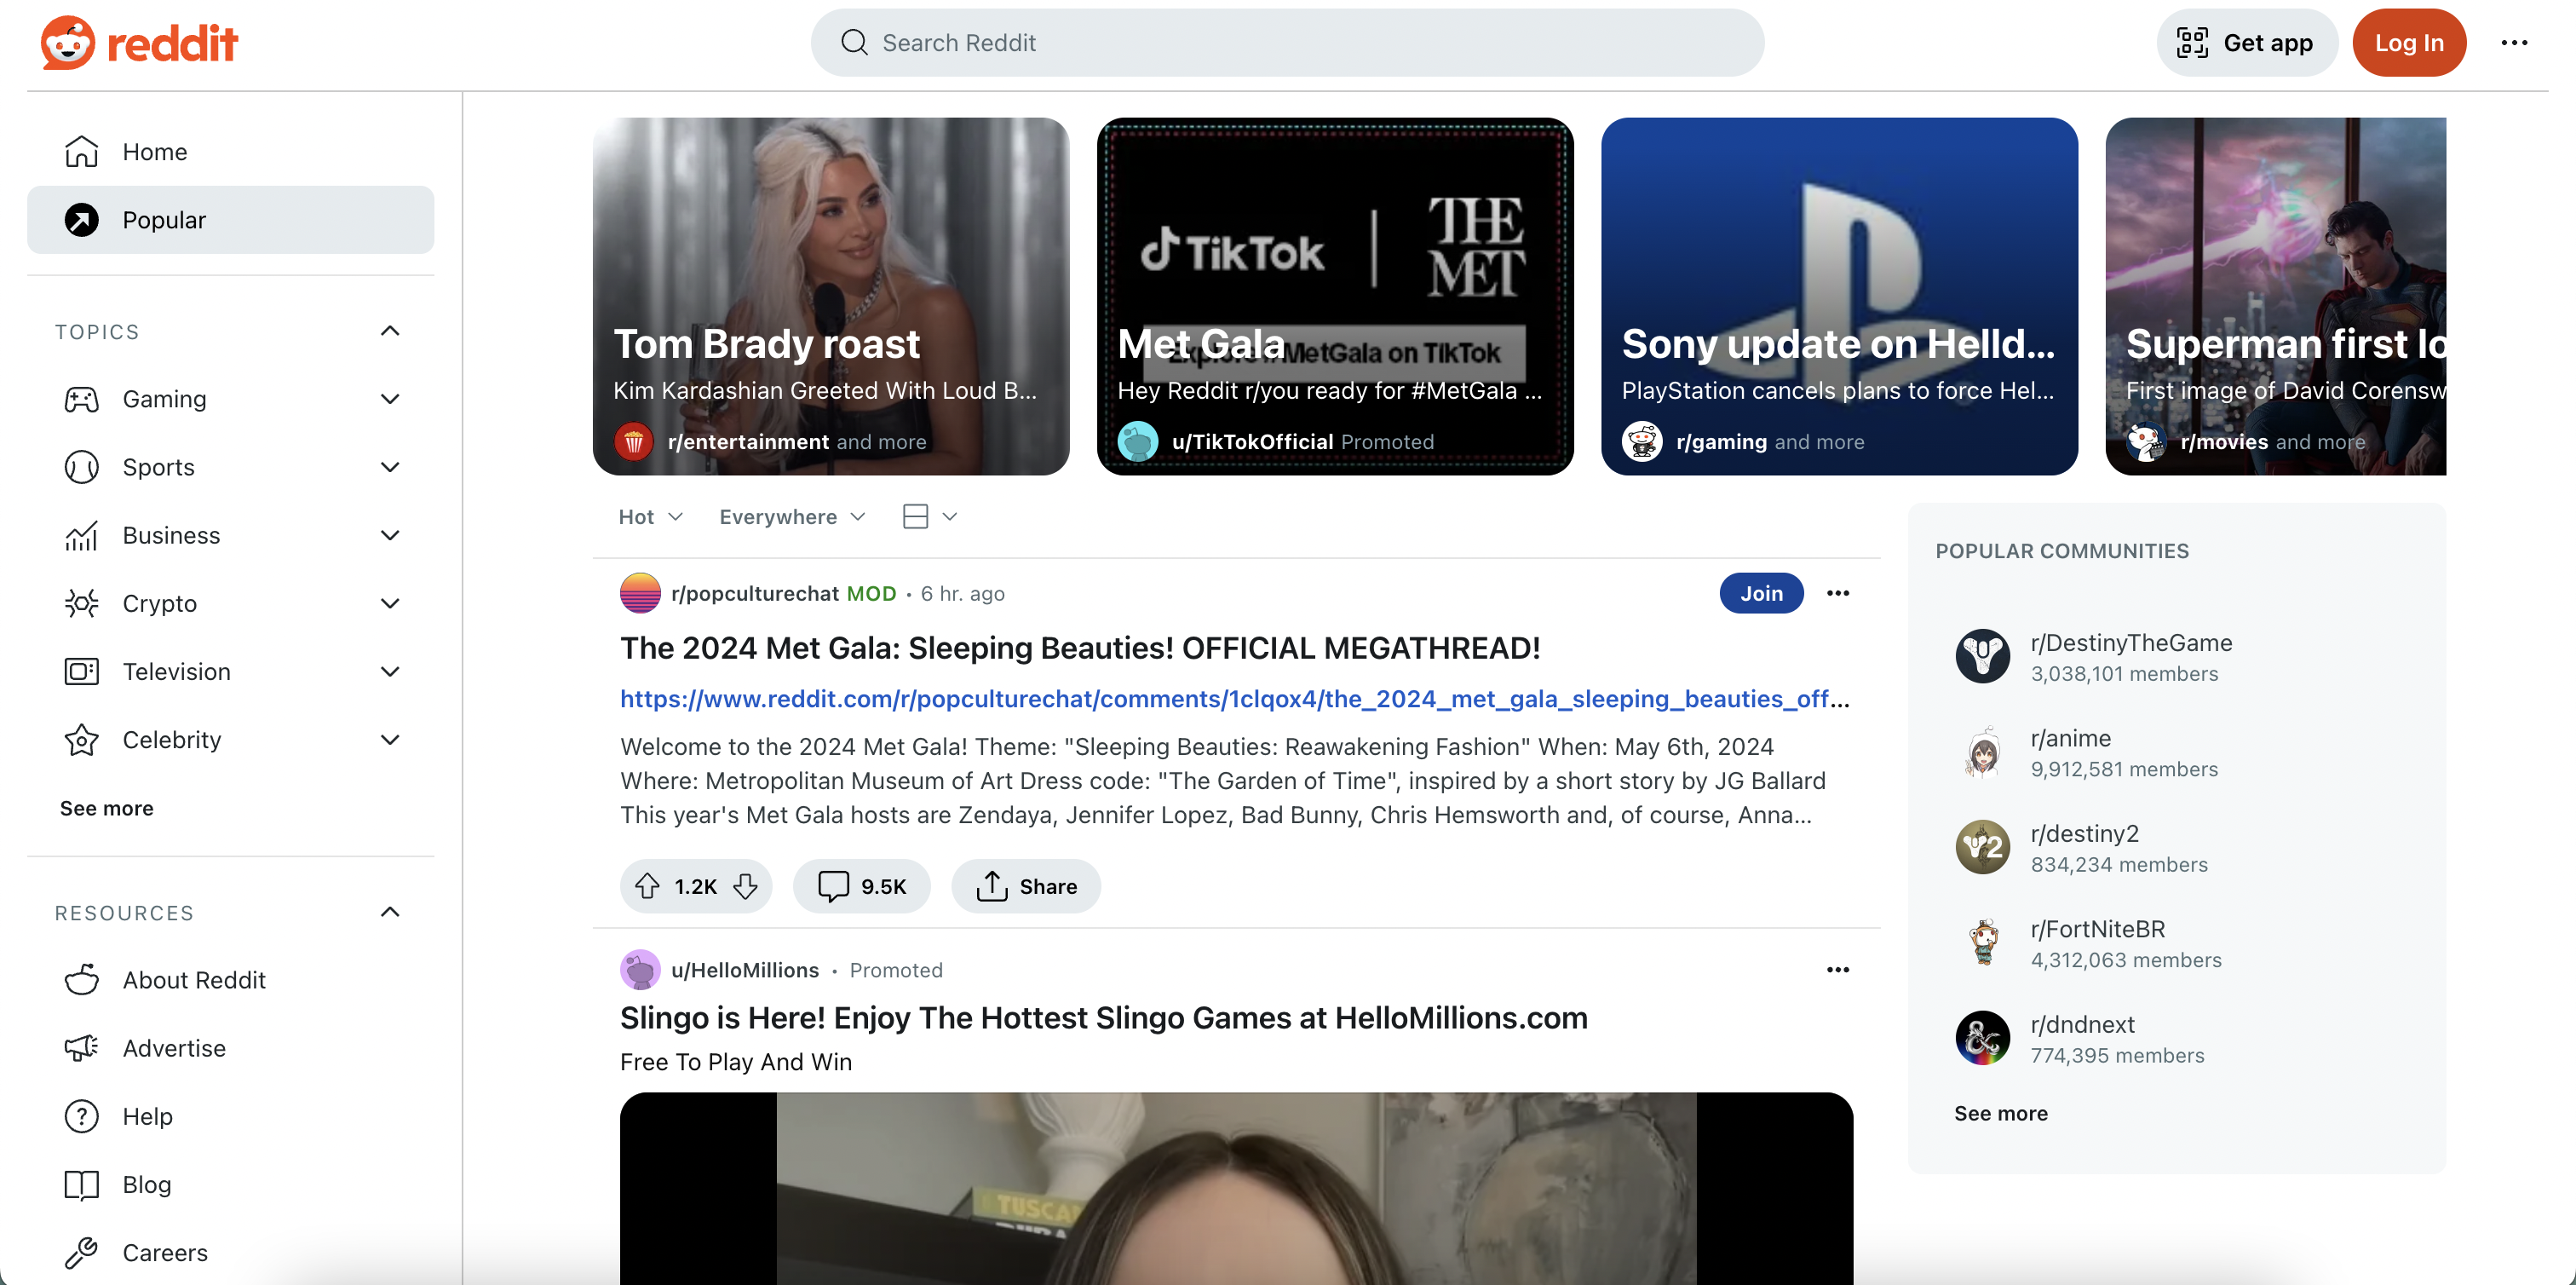 reddit
Search Reddit
Get app
Log In
Home
Popular
TOPICS
Gaming
Sports
Business
Crypto
Television
Celebrity
See more
RESOURCES
About Reddit
Advertise
Help
Blog
Careers
Tom Brady roast
Kim Kardashian Greeted With Loud B...
r/entertainment and more
TikTok | THE
MET
on TikTok
Met Gala
Hey Reddit r/you ready for #MetGala ...
u/TikTokOfficial Promoted
Sony update on Helld...
PlayStation cancels plans to force Hel...
r/gaming and more
Superman first lo
First image of David Corensw
r/movies and more
Hot
Everywhere
r/popculturechat MOD • 6 hr. ago
Join
The 2024 Met Gala: Sleeping Beauties! OFFICIAL MEGATHREAD!
https://www.reddit.com/r/popculturechat/comments/1clqox4/the_2024_met_gala_sleeping_beauties_off...
Welcome to the 2024 Met Gala! Theme: "Sleeping Beauties: Reawakening Fashion" When: May 6th, 2024
Where: Metropolitan Museum of Art Dress code: "The Garden of Time", inspired by a short story by JG Ballard
This year's Met Gala hosts are Zendaya, Jennifer Lopez, Bad Bunny, Chris Hemsworth and, of course, Anna...
1.2K
9.5K
Share
u/HelloMillions • Promoted
Slingo is Here! Enjoy The Hottest Slingo Games at HelloMillions.com
Free To Play And Win
POPULAR COMMUNITIES
r/DestinyTheGame
3,038,101 members
r/anime
9,912,581 members
r/destiny2
834,234 members
r/FortNiteBR
4,312,063 members
r/dndnext
774,395 members
See more